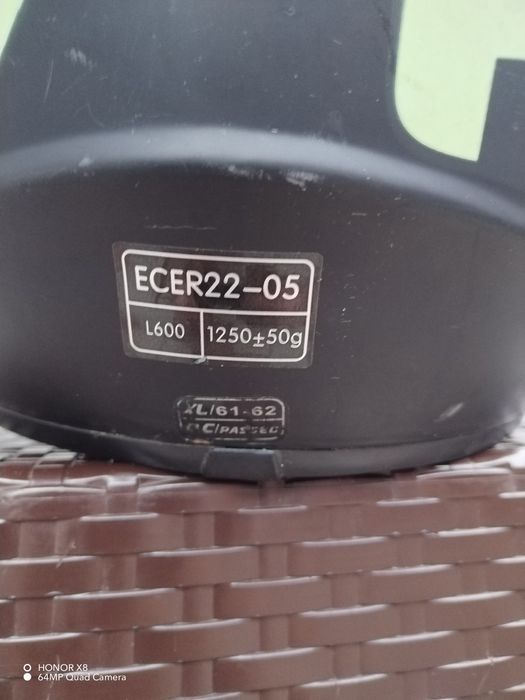 ECER22-05
L600
1250±50g
XL/61-62
QC/PASSED
HONOR X8
64MP Quad Camera